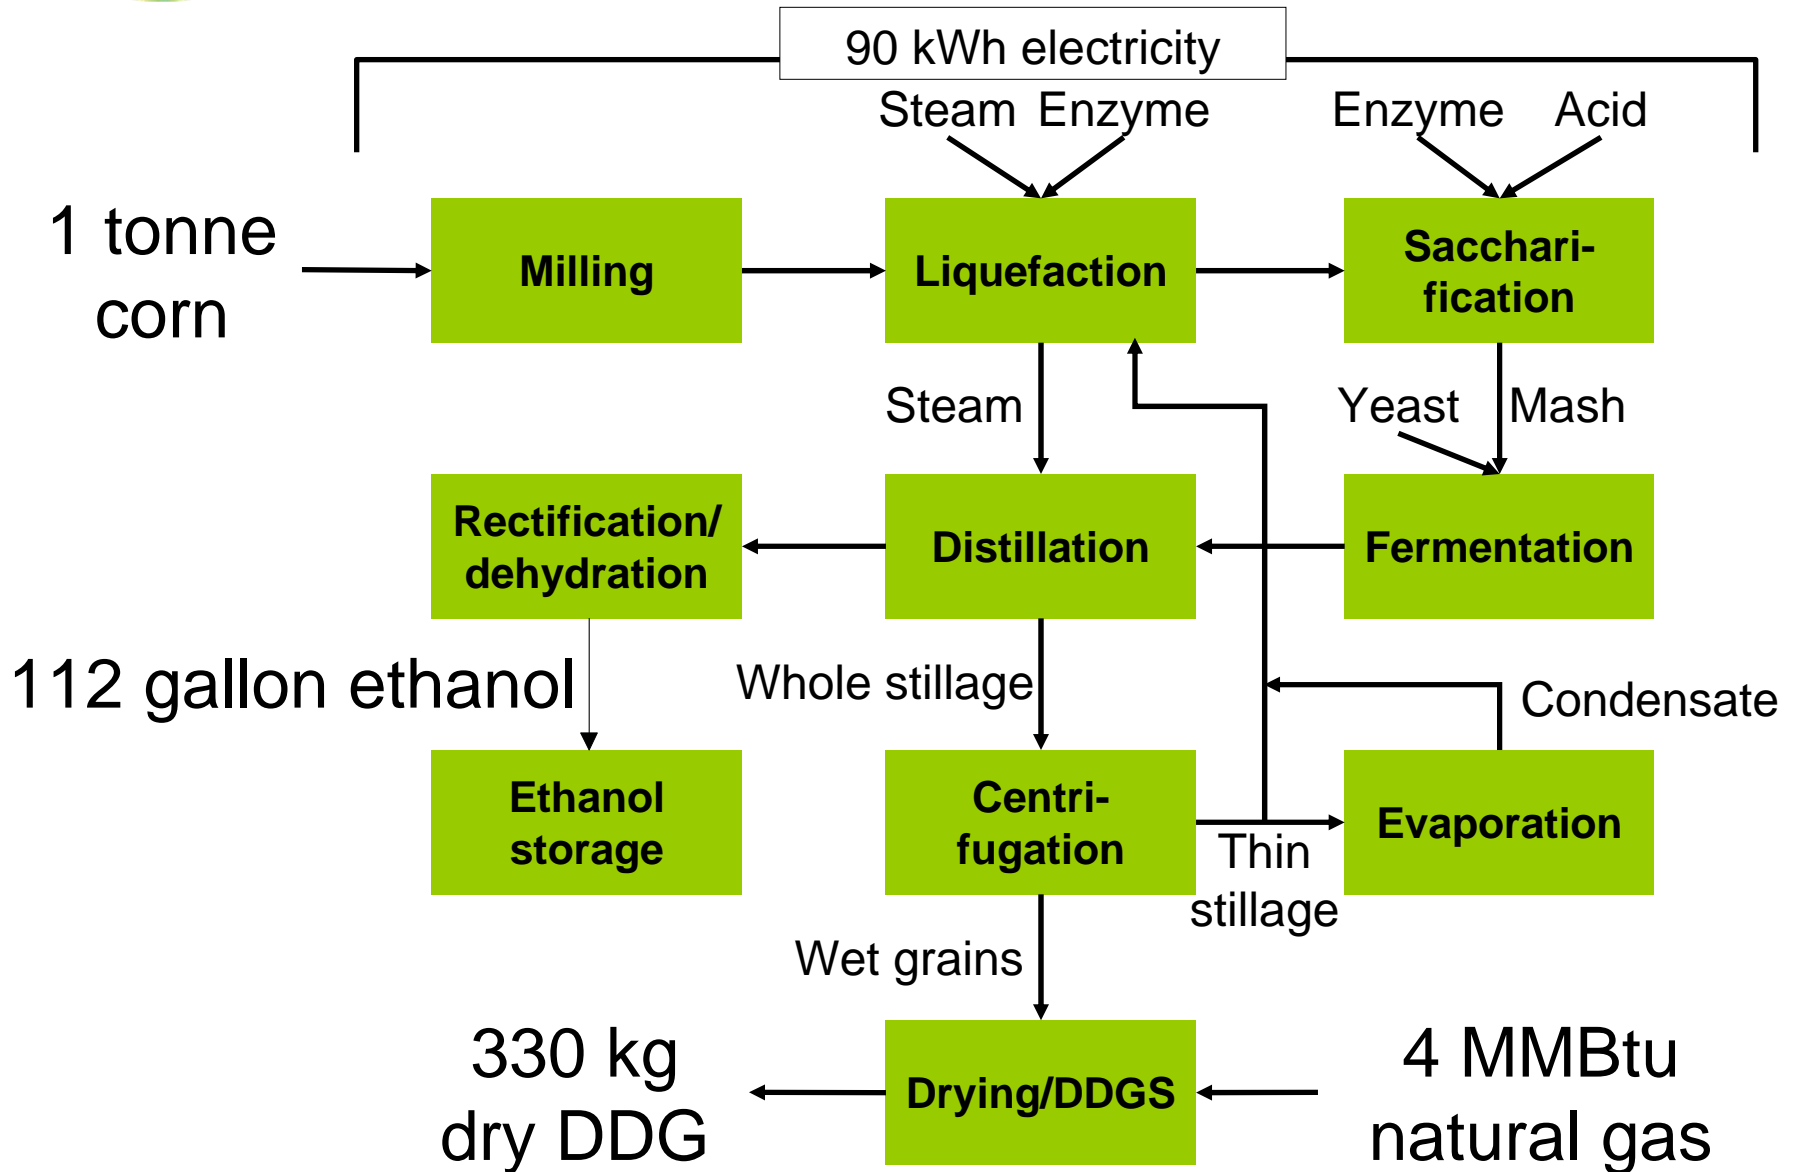 90 kWh electricity
Steam Enzyme
Enzyme Acid
1 tonne
corn
Milling
Liquefaction
Sacchari-
fication
Steam
Yeast
Mash
Rectification/
dehydration
Distillation
Fermentation
112 gallon ethanol
Whole stillage
Condensate
Ethanol
storage
Centri-
fugation
Evaporation
Thin
stillage
Wet grains
330 kg
dry DDG
Drying/DDGS
4 MMBtu
natural gas